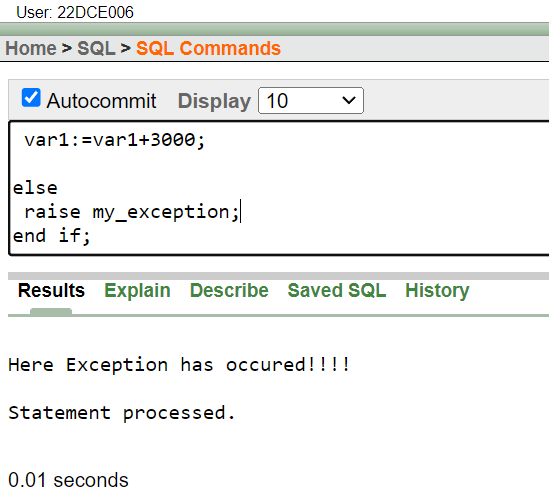 User: 22DCE006
Home > SQL > SQL Commands
Autocommit Display 10
var1:=var1+3000;
else
raise my_exception;
end if;
Results Explain Describe Saved SQL History
Here Exception has occured!!!!
Statement processed.
0.01 seconds